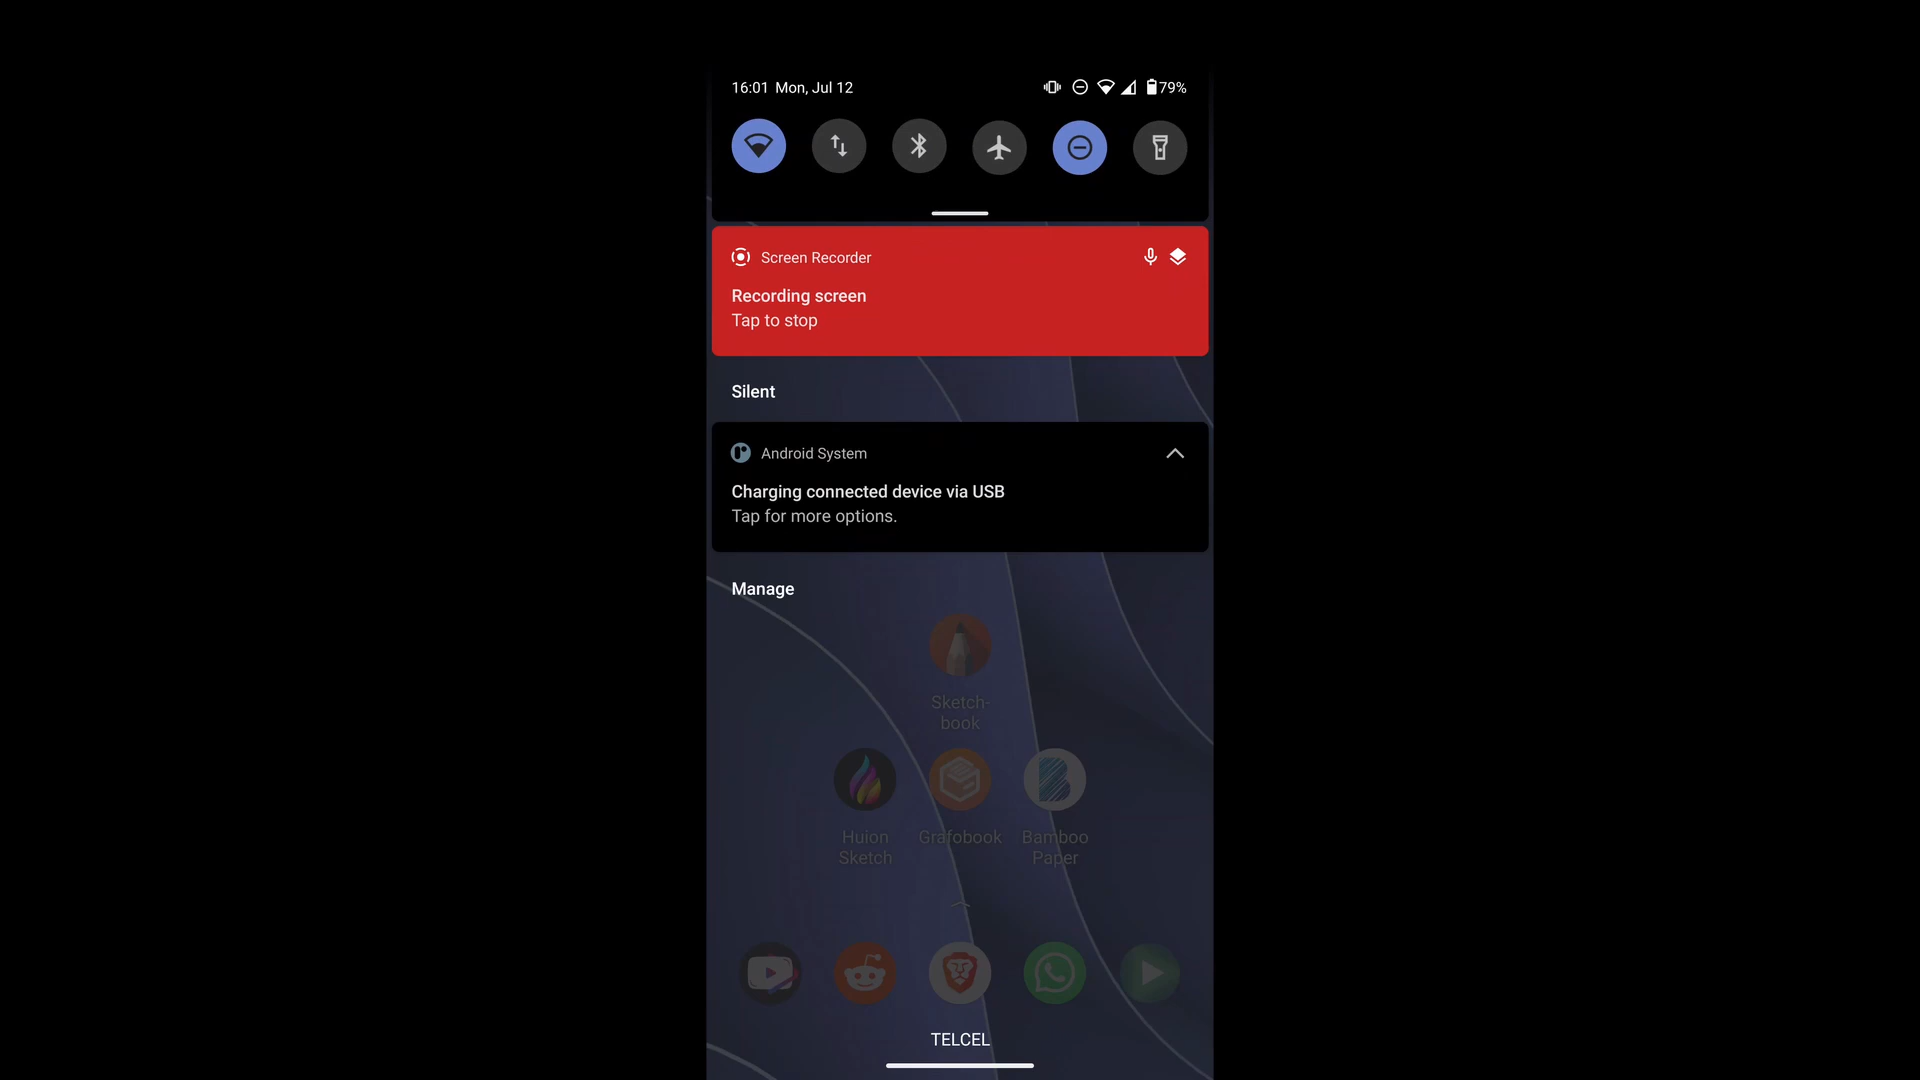 16:01 Mon, Jul 12
79%
Screen Recorder
Recording screen
Tap to stop
Silent
Android System
Charging connected device via USB
Tap for more options.
Manage
Sketch-
book
Huion
Sketch
Grafobook
Bamboo
Paper
TELCEL